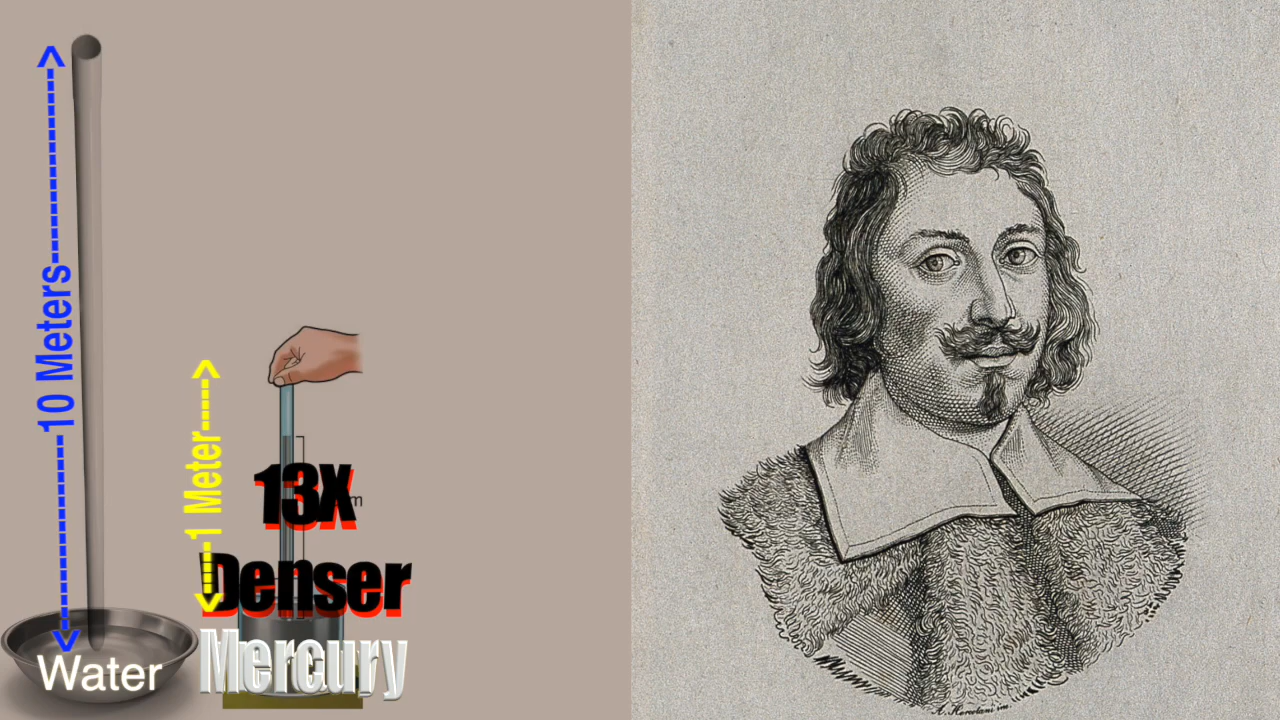 <----------10 Meters---------->
Water
<-----1 Meter----->
13X
m
Denser
Mercury